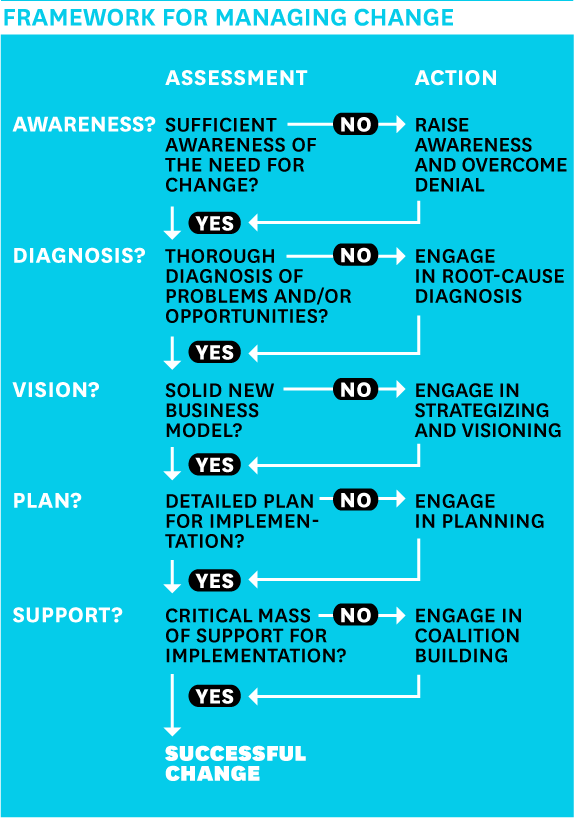 FRAMEWORK FOR MANAGING CHANGE
ASSESSMENT
ACTION
AWARENESS?
SUFFICIENT
AWARENESS OF
THE NEED FOR
CHANGE?
NO
RAISE
AWARENESS
AND OVERCOME
DENIAL
YES
DIAGNOSIS?
THOROUGH
DIAGNOSIS OF
PROBLEMS AND/OR
OPPORTUNITIES?
NO
ENGAGE
IN ROOT-CAUSE
DIAGNOSIS
YES
VISION?
SOLID NEW
BUSINESS
MODEL?
NO
ENGAGE IN
STRATEGIZING
AND VISIONING
YES
PLAN?
DETAILED PLAN
FOR IMPLEMEN-
TATION?
NO
ENGAGE
IN PLANNING
YES
SUPPORT?
CRITICAL MASS
OF SUPPORT FOR
IMPLEMENTATION?
NO
ENGAGE IN
COALITION
BUILDING
YES
SUCCESSFUL
CHANGE